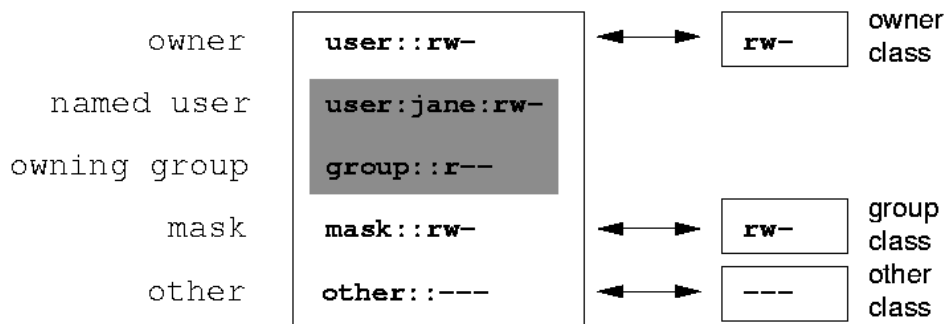 owner user::rw- rw- owner class
named user user:jane:rw-
owning group group::r--
mask mask::rw- rw- group class
other other::--- --- other class